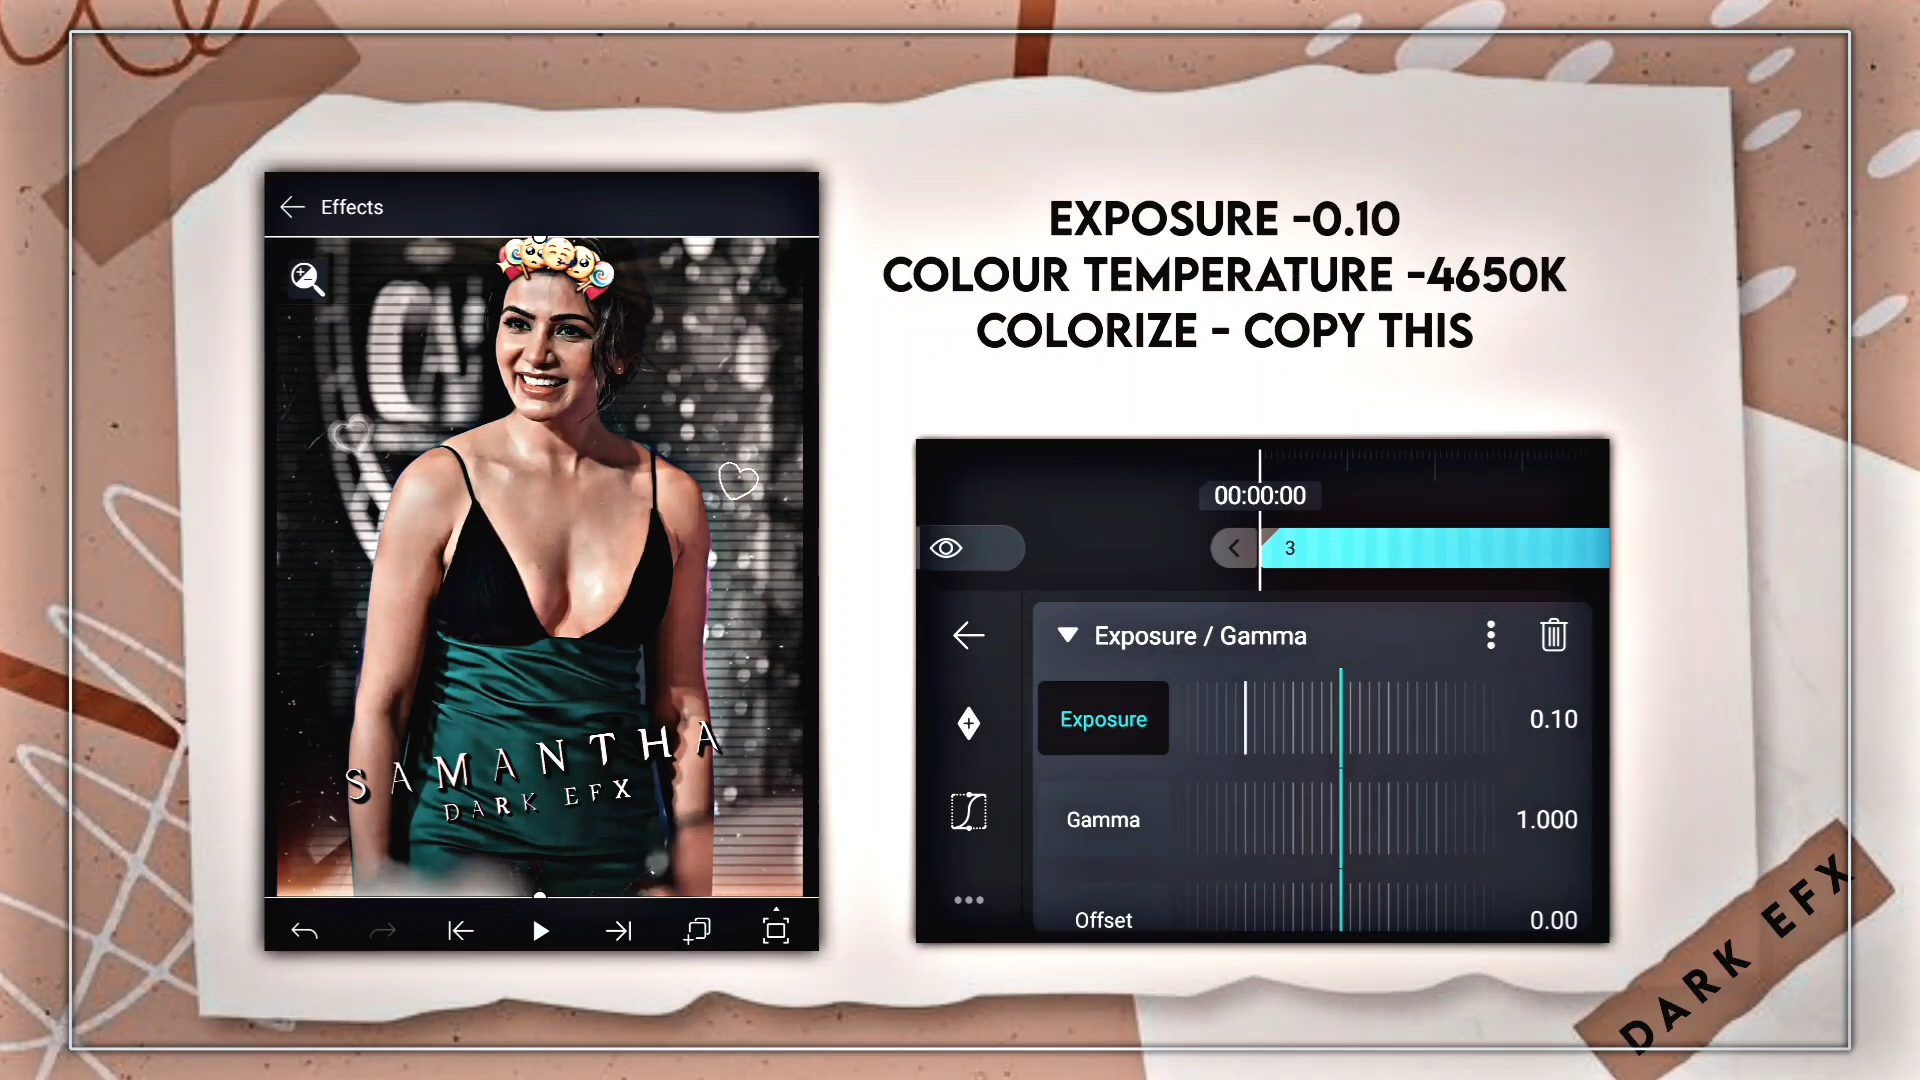 Effects
SAMANTHA
DARK EFX
EXPOSURE -0.10
COLOUR TEMPERATURE -4650K
COLORIZE - COPY THIS
00:00:00
3
Exposure / Gamma
Exposure 0.10
Gamma 1.000
Offset 0.00
DARK EFX